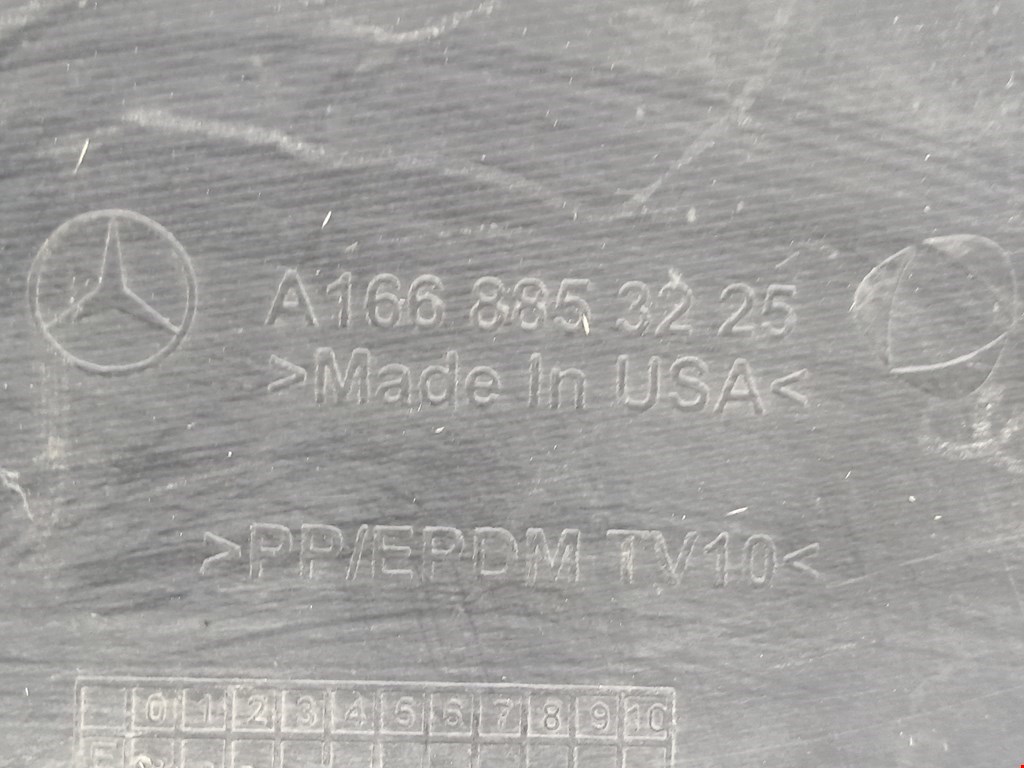 A166 885 32 25
>Made In USA<
>PP/EPDM TV10<
0 1 2 3 4 5 6 7 8 9 10